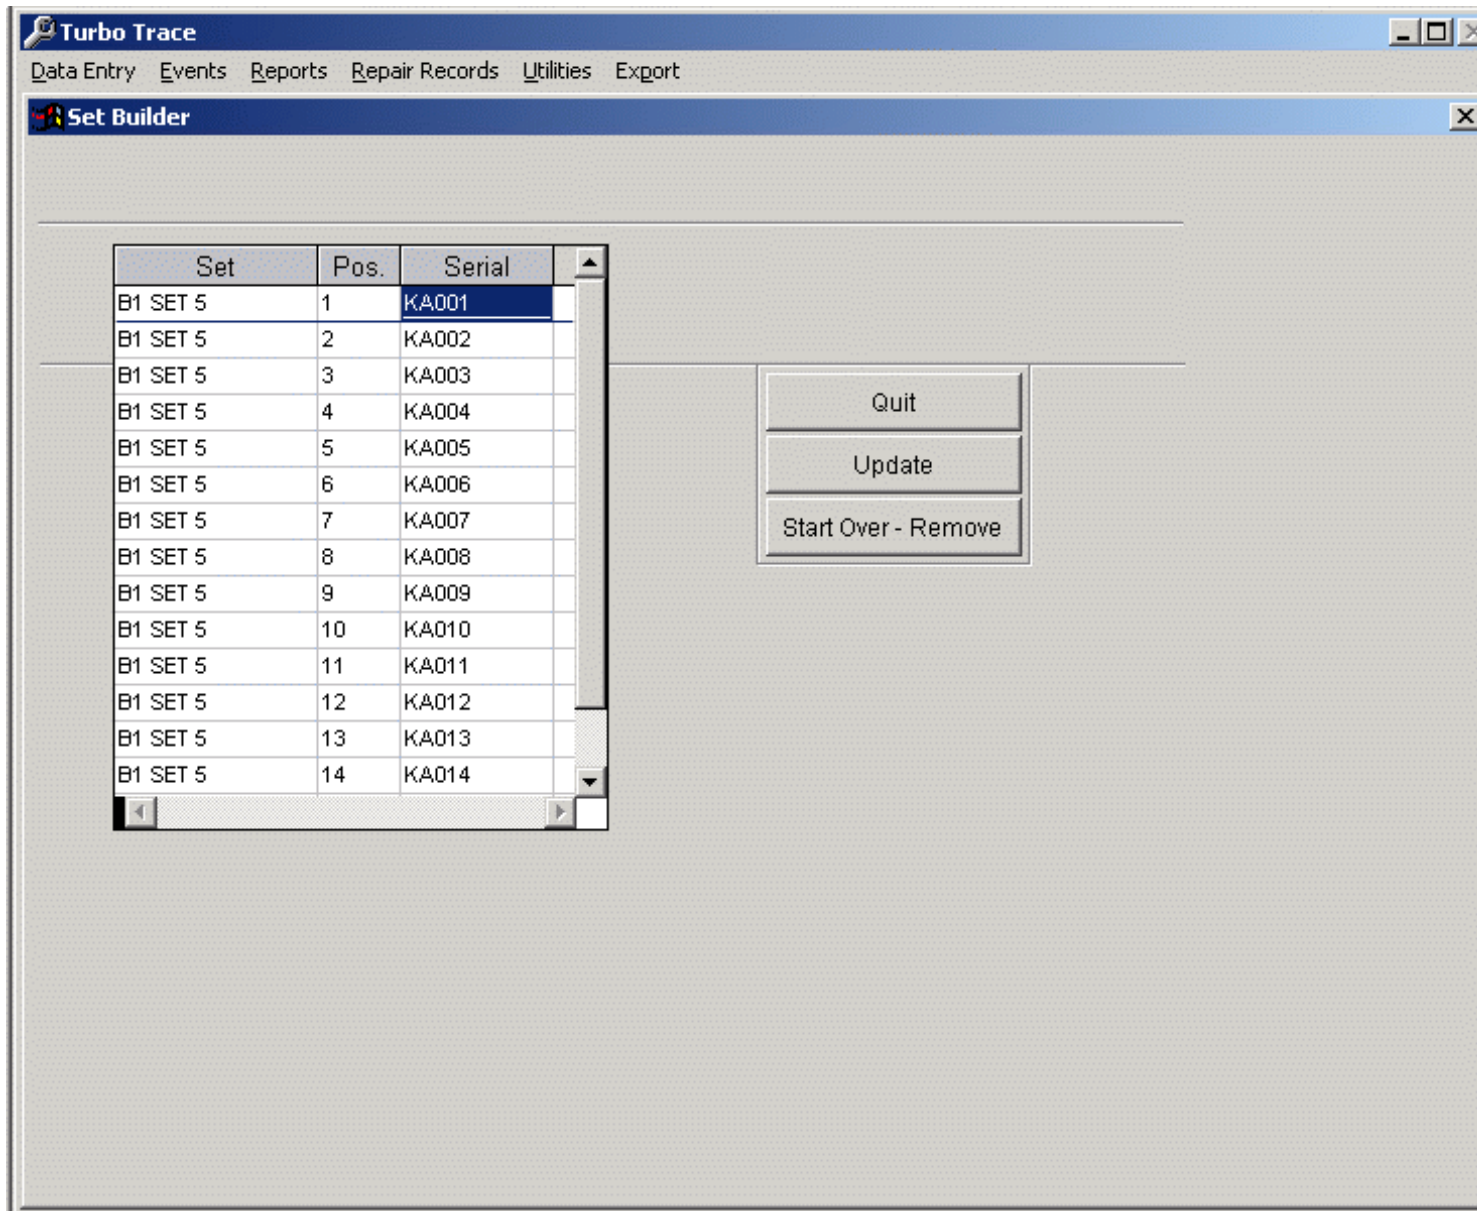 Turbo Trace
Data Entry Events Reports Repair Records Utilities Export
Set Builder
Set Pos. Serial
B1 SET 5 1 KA001
B1 SET 5 2 KA002
B1 SET 5 3 KA003
B1 SET 5 4 KA004
B1 SET 5 5 KA005
B1 SET 5 6 KA006
B1 SET 5 7 KA007
B1 SET 5 8 KA008
B1 SET 5 9 KA009
B1 SET 5 10 KA010
B1 SET 5 11 KA011
B1 SET 5 12 KA012
B1 SET 5 13 KA013
B1 SET 5 14 KA014
Quit
Update
Start Over - Remove